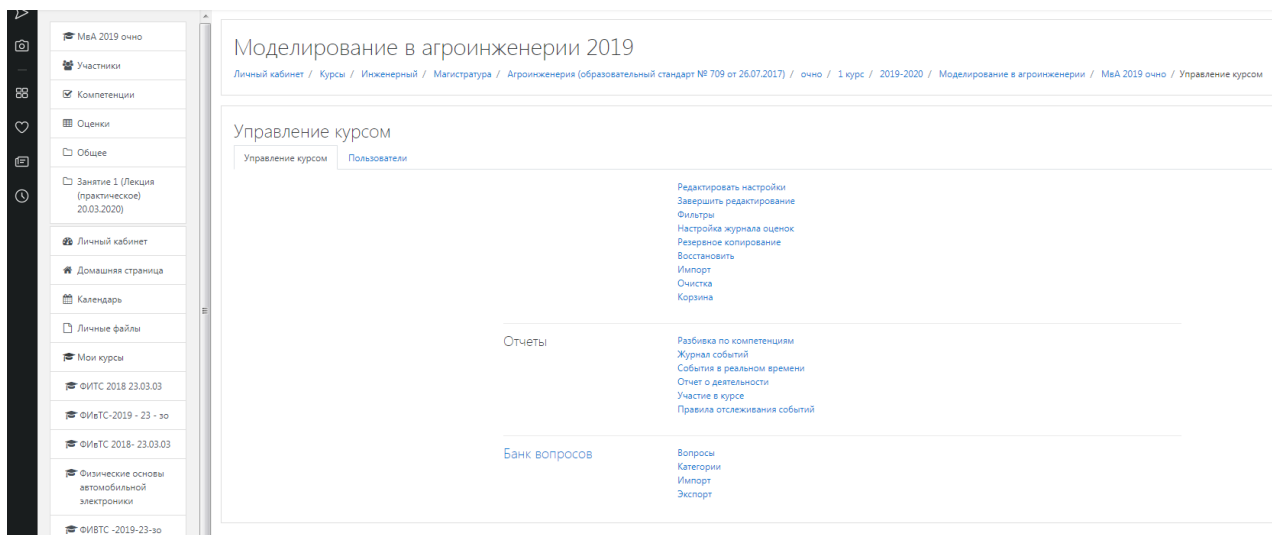 МвА 2019 очно
Участники
Компетенции
Оценки
Общее
Занятие 1 (Лекция
(практическое)
20.03.2020)
Личный кабинет
Домашняя страница
Календарь
Личные файлы
Мои курсы
ФИТС 2018 23.03.03
ФИвТС-2019 - 23 - зо
ФИвТС 2018- 23.03.03
Физические основы
автомобильной
электроники
ФИВТС -2019-23-зо
Моделирование в агроинженерии 2019
Личный кабинет / Курсы / Инженерный / Магистратура / Агроинженерия (образовательный стандарт № 709 от 26.07.2017) / очно / 1 курс / 2019-2020 / Моделирование в агроинженерии / МвА 2019 очно / Управление курсом
Управление курсом
Управление курсом Пользователи
Редактировать настройки
Завершить редактирование
Фильтры
Настройка журнала оценок
Резервное копирование
Восстановить
Импорт
Очистка
Корзина
Отчеты
Разбивка по компетенциям
Журнал событий
События в реальном времени
Отчет о деятельности
Участие в курсе
Правила отслеживания событий
Банк вопросов
Вопросы
Категории
Импорт
Экспорт